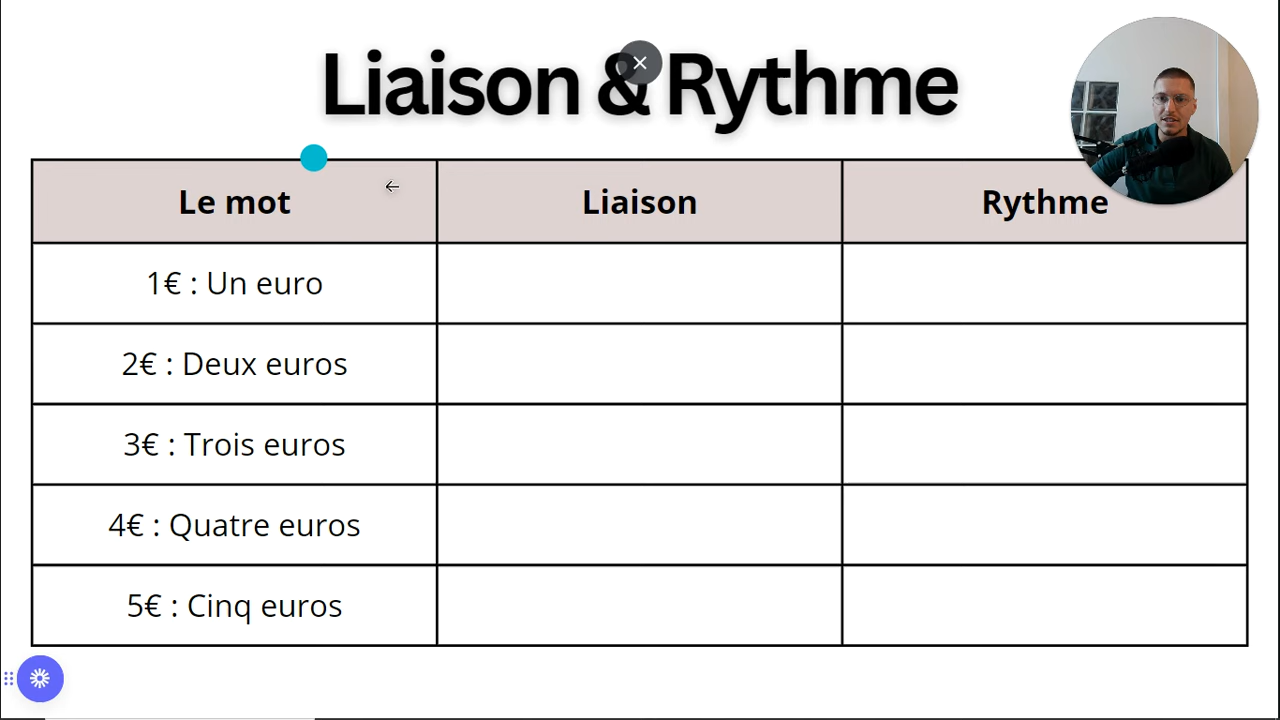 Liaison & Rythme
Le mot Liaison Rythme
1€ : Un euro
2€ : Deux euros
3€ : Trois euros
4€ : Quatre euros
5€ : Cinq euros